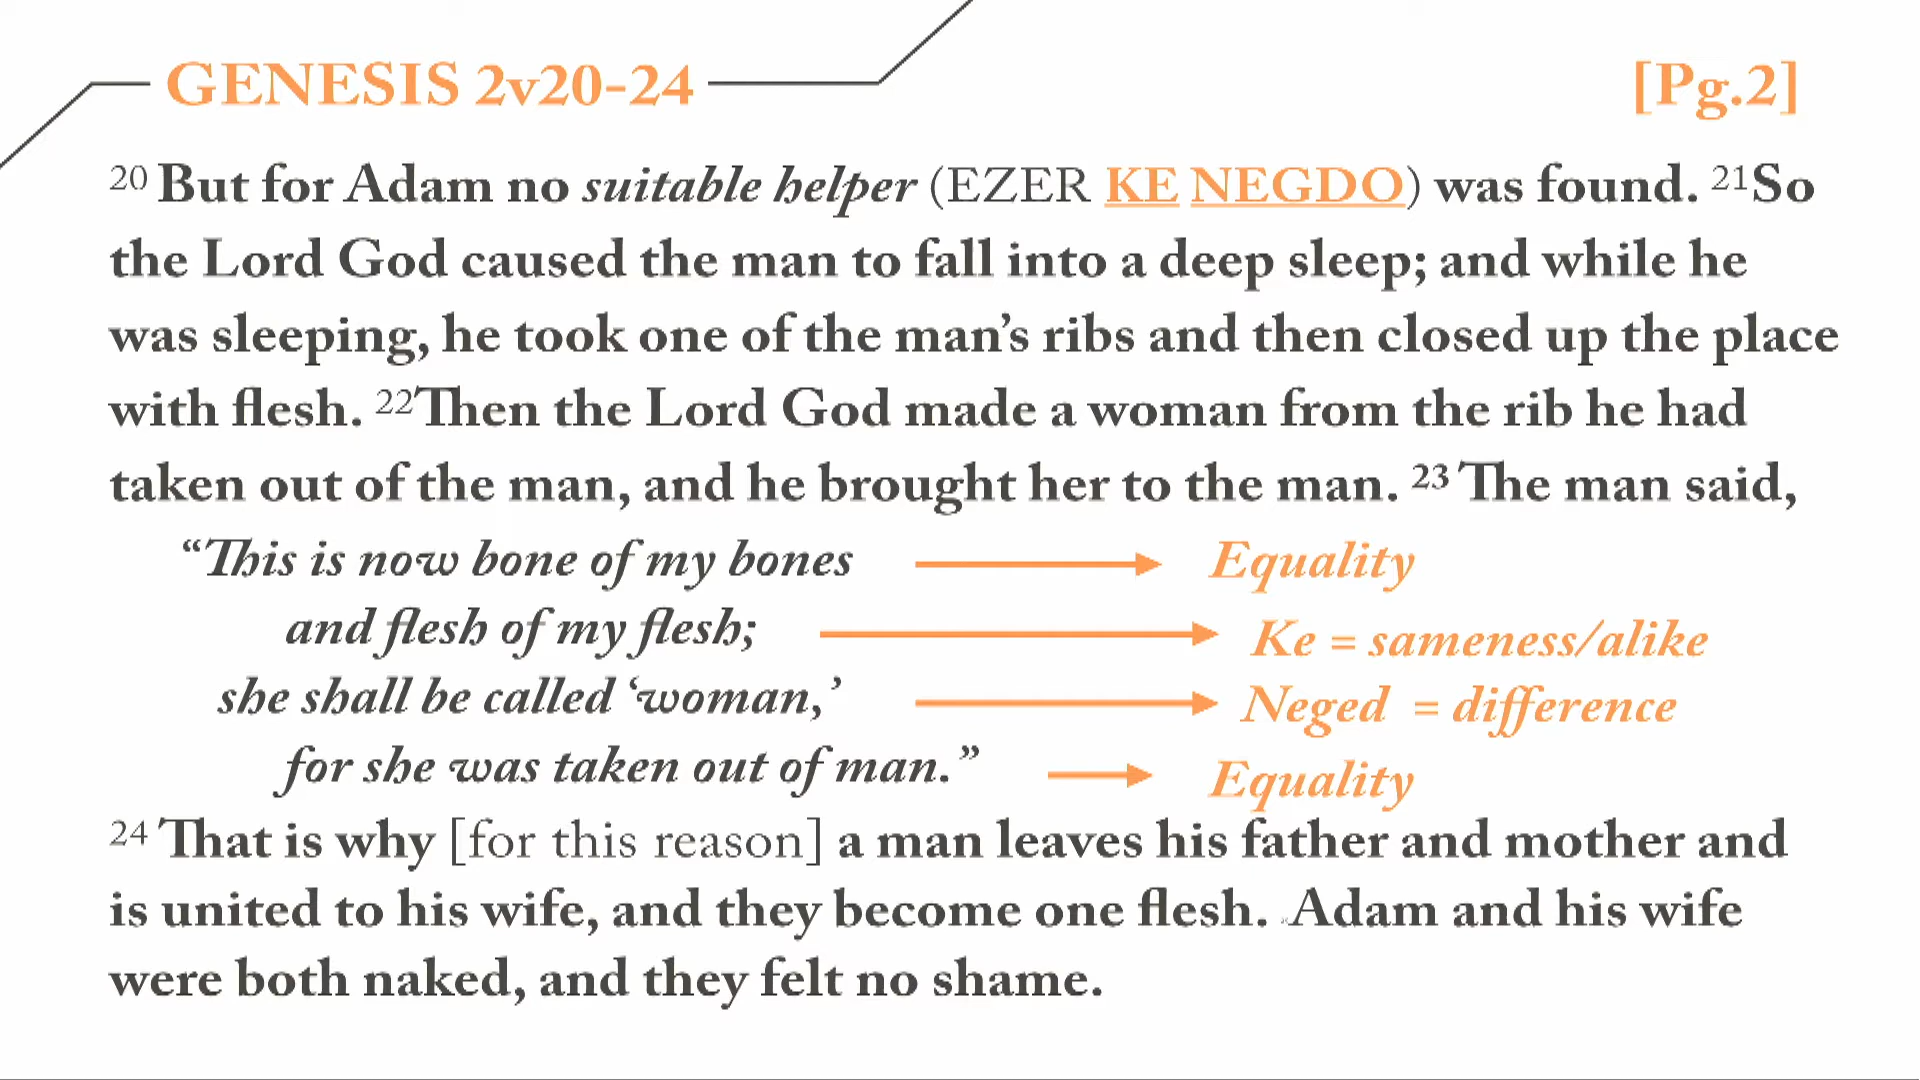 GENESIS 2v20-24 [Pg.2]
20 But for Adam no suitable helper (EZER KE NEGDO) was found. 21So
the Lord God caused the man to fall into a deep sleep; and while he
was sleeping, he took one of the man’s ribs and then closed up the place
with flesh. 22Then the Lord God made a woman from the rib he had
taken out of the man, and he brought her to the man. 23 The man said,
“This is now bone of my bones Equality
and flesh of my flesh; Ke = sameness/alike
she shall be called ‘woman,’ Neged = difference
for she was taken out of man.” Equality
24 That is why [for this reason] a man leaves his father and mother and
is united to his wife, and they become one flesh. Adam and his wife
were both naked, and they felt no shame.